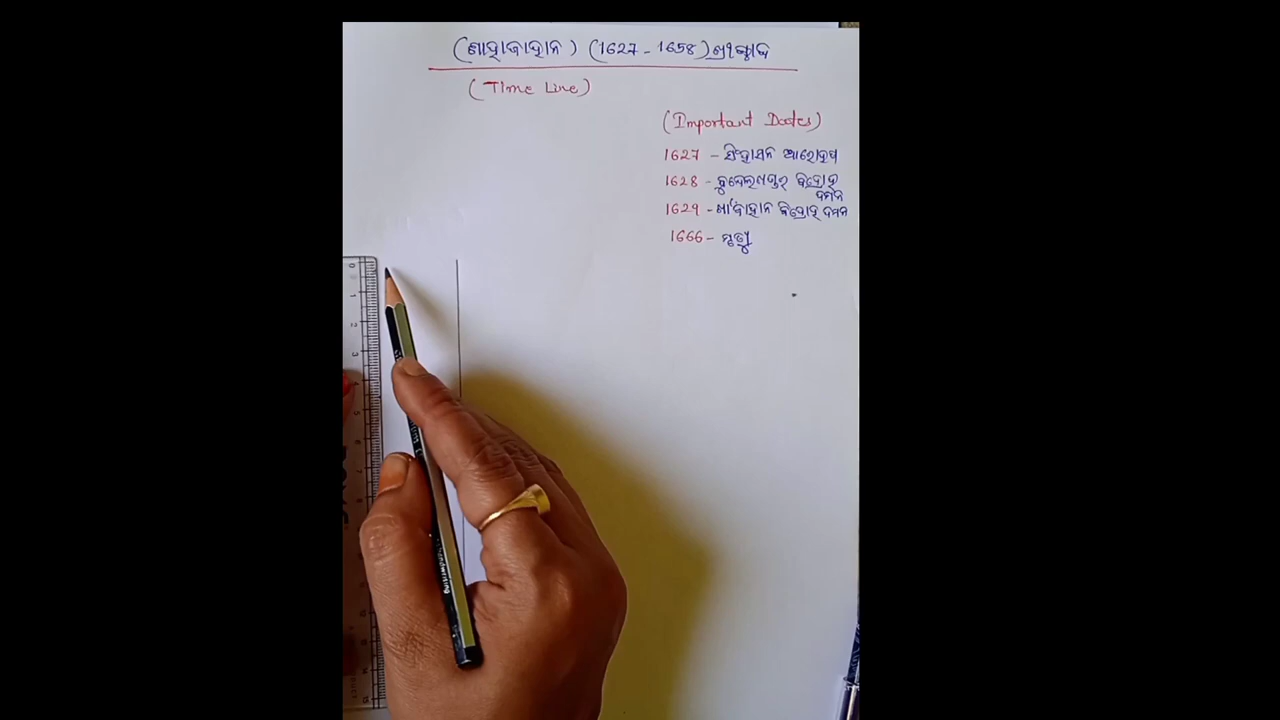 (ଶାହାଜାହାନ) (1627 - 1658) ଖ୍ରୀଷ୍ଟାବ୍ଦ
(Time Line)
(Important Dates)
1627 - ସିଂହାସନ ଆରୋହଣ
1628 - ବୁନ୍ଦେଲଖଣ୍ଡର ବିଦ୍ରୋହ
ଦମନ
1629 - ଖାଁଜାହାନ ବିଦ୍ରୋହ ଦମନ
1666 - ମୃତ୍ୟୁ